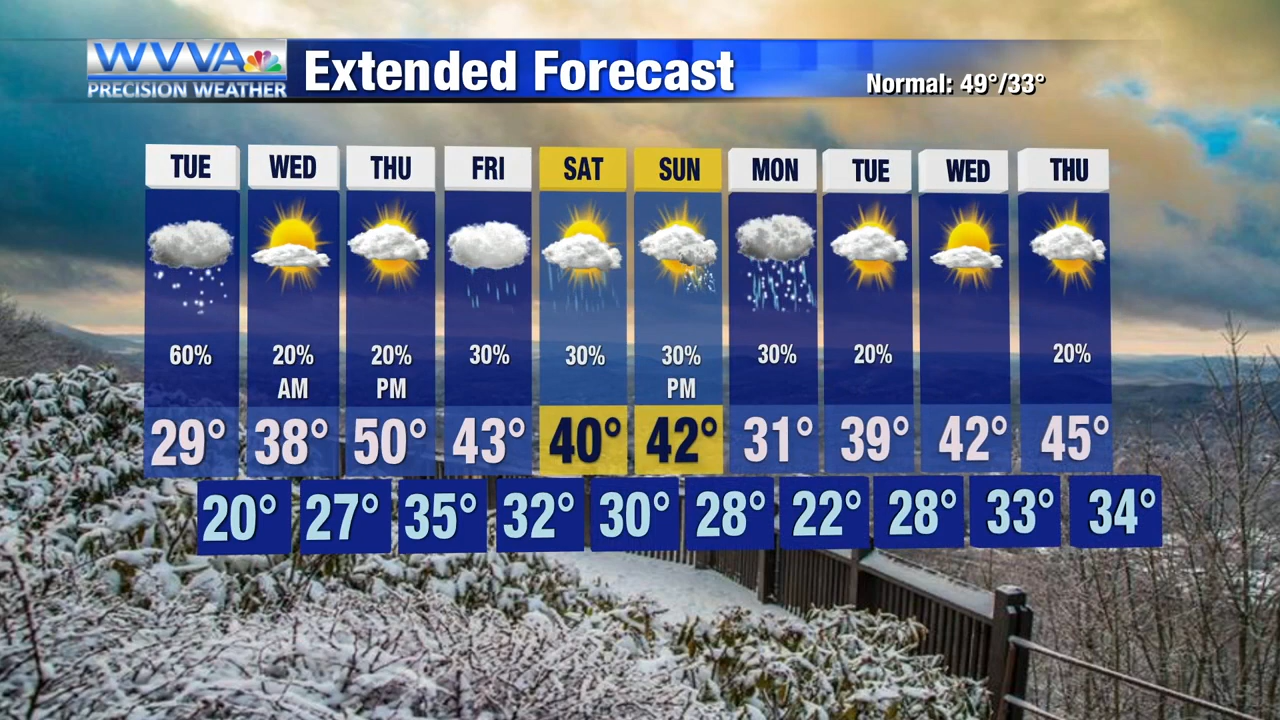 WVVA
PRECISION WEATHER
Extended Forecast
Normal: 49°/33°
TUE WED THU FRI SAT SUN MON TUE WED THU
60% 20% 20% 30% 30% 30% 30% 20% 20%
AM PM PM
29° 38° 50° 43° 40° 42° 31° 39° 42° 45°
20° 27° 35° 32° 30° 28° 22° 28° 33° 34°